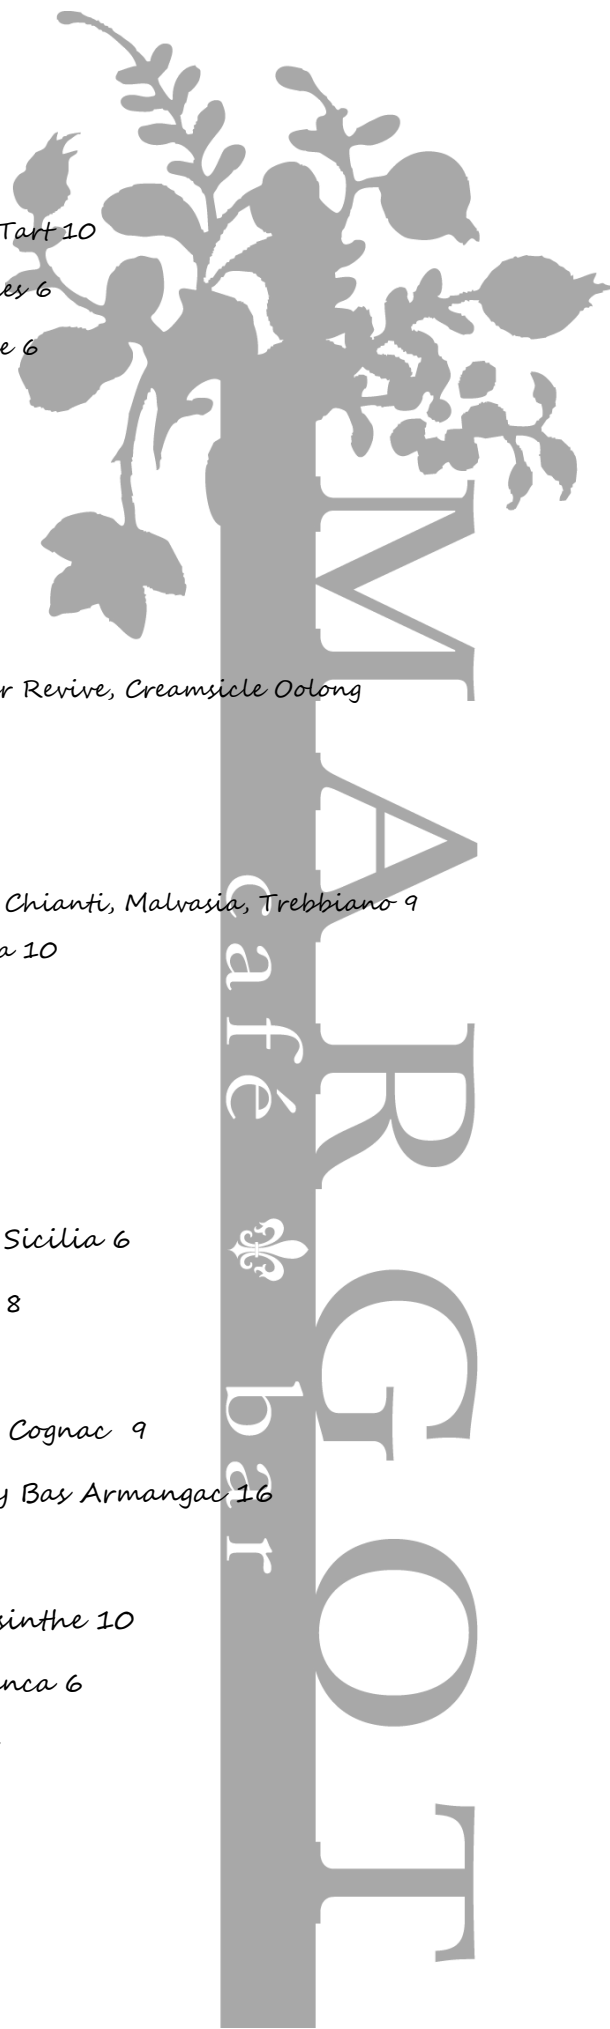 Tart 10
es 6
e 6
r Revive, Creamsicle Oolong
Chianti, Malvasia, Trebbiano 9
a 10
Sicilia 6
8
Cognac 9
y Bas Armangac 16
sinthe 10
nca 6
café bar
MARGOT